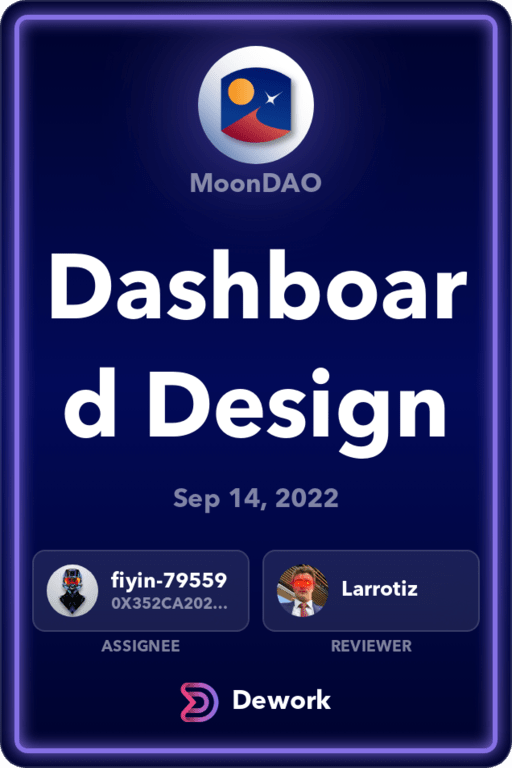 MoonDAO
Dashboar
d Design
Sep 14, 2022
fiyin-79559
0X352CA202...
Larrotiz
ASSIGNEE
REVIEWER
Dework